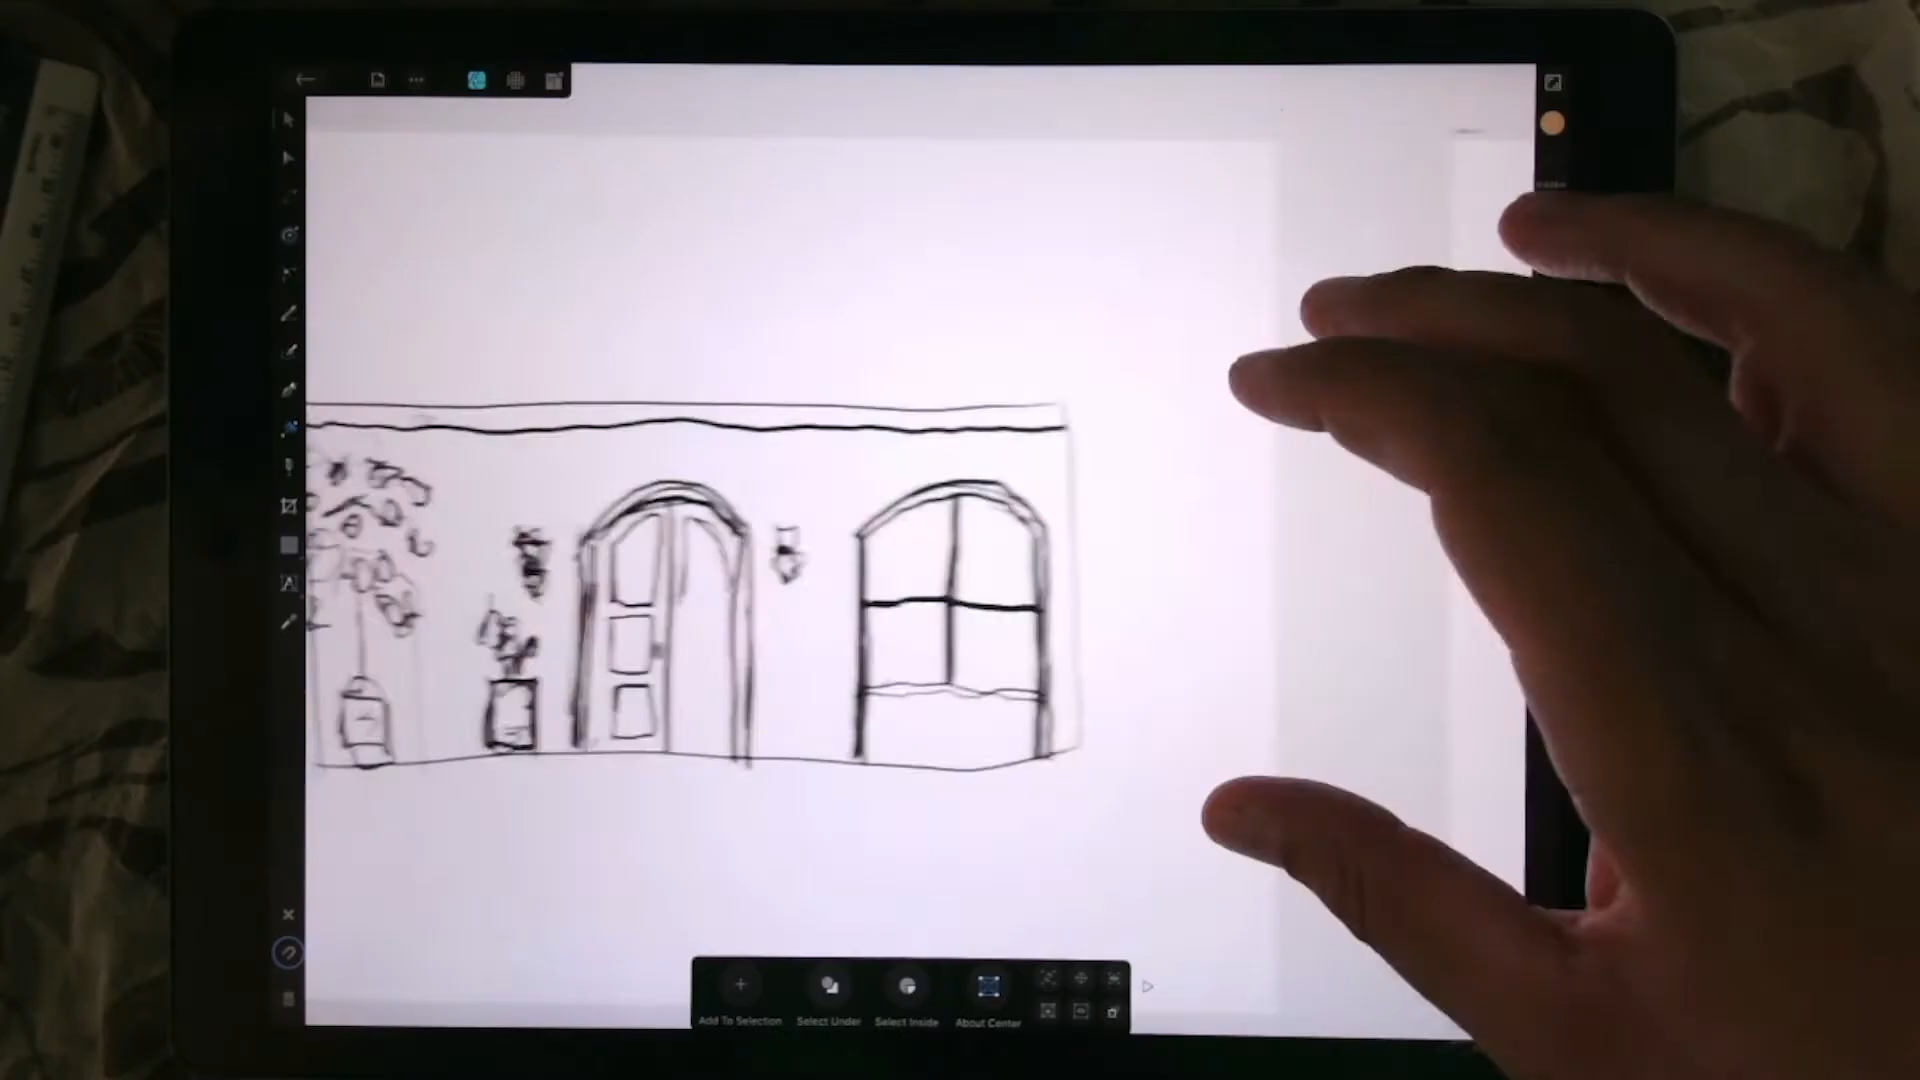 Add To Selection
Select Under
Select Inside
About Center
A